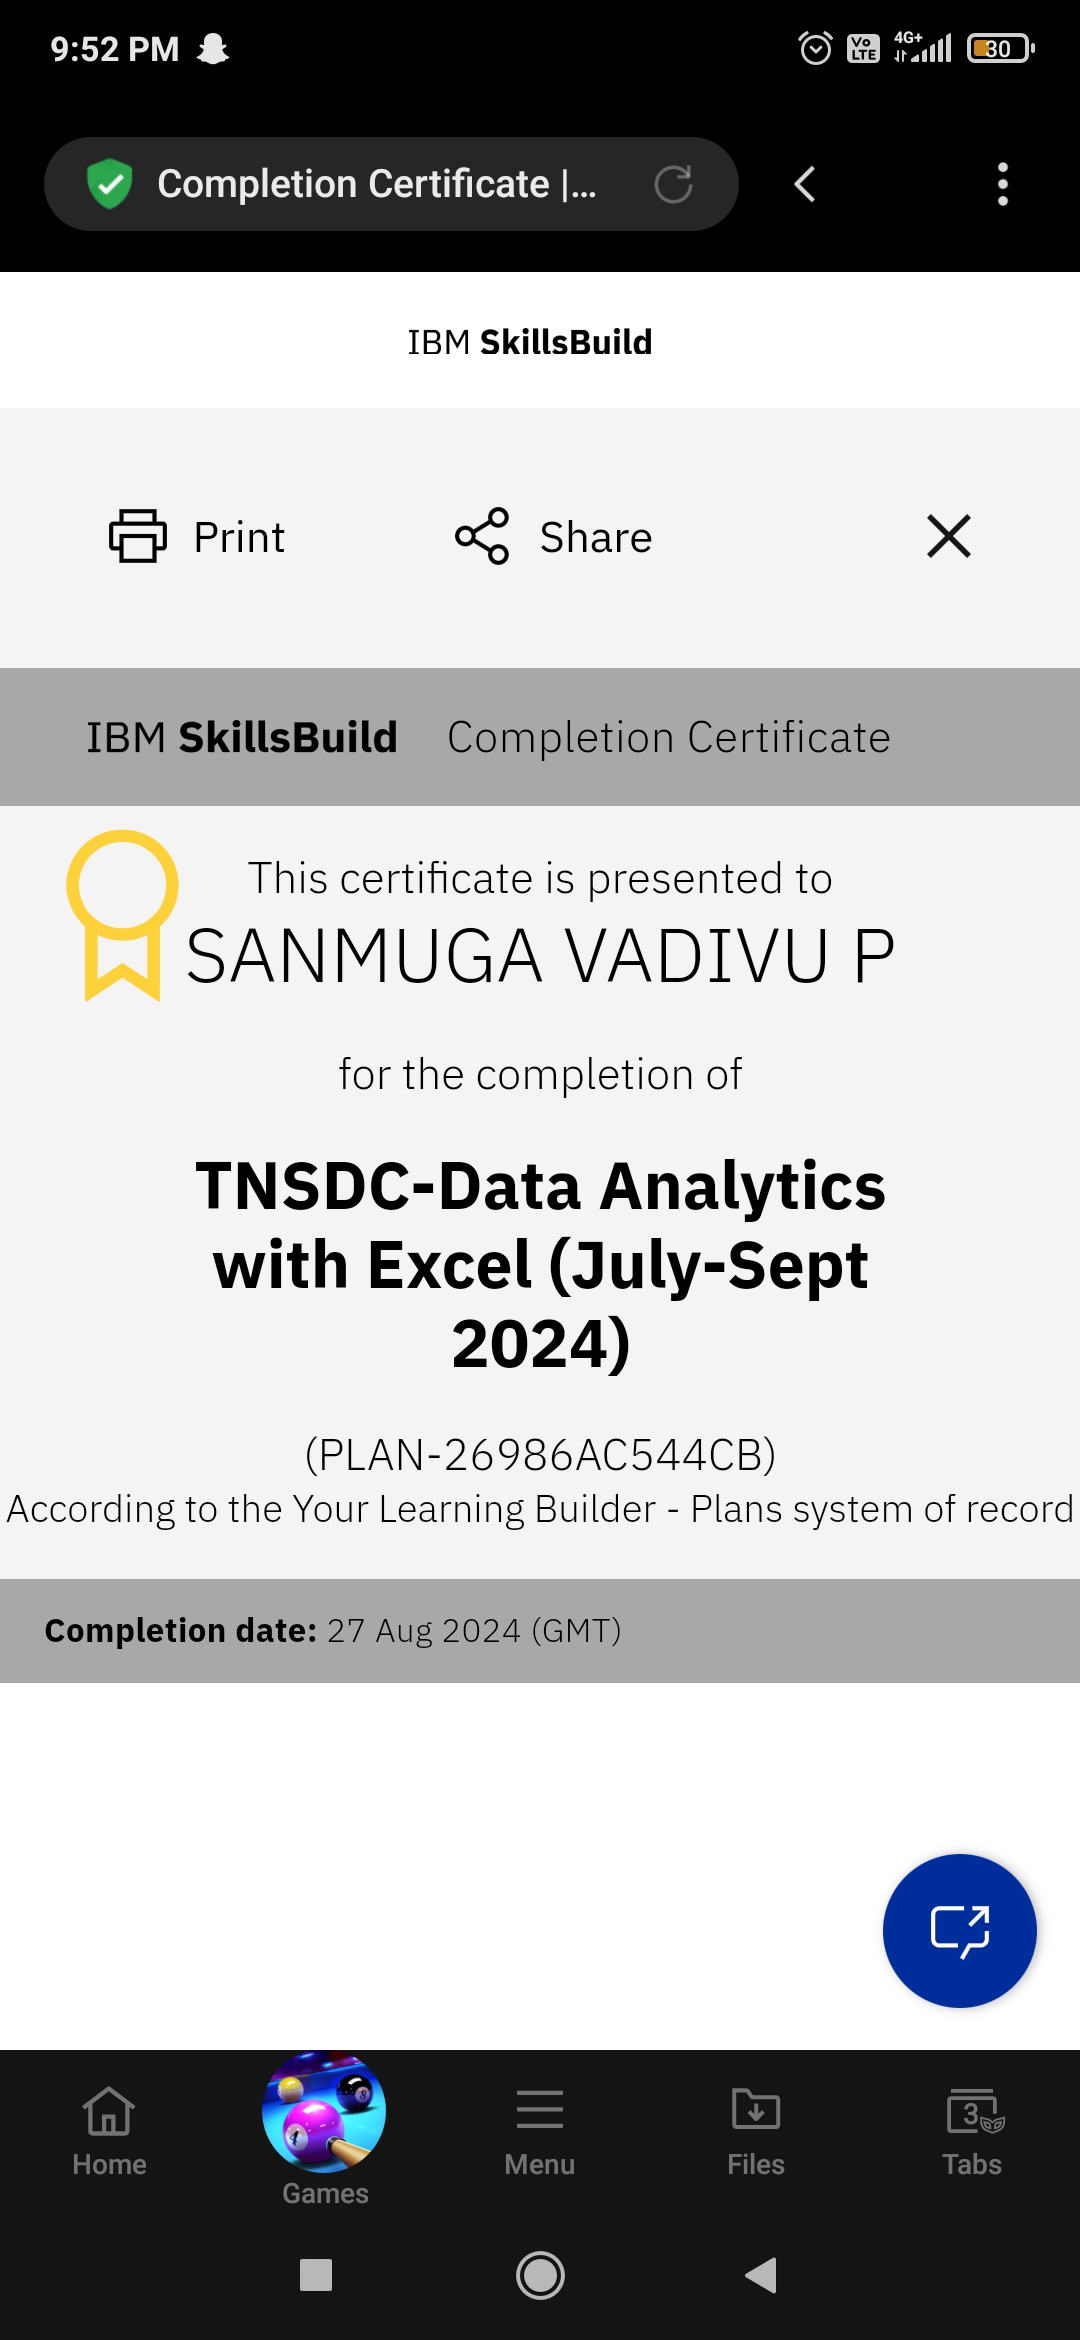 9:52 PM
Vo LTE
4G+
30
Completion Certificate |...
IBM SkillsBuild
Print
Share
IBM SkillsBuild Completion Certificate
This certificate is presented to
SANMUGA VADIVU P
for the completion of
TNSDC-Data Analytics
with Excel (July-Sept
2024)
(PLAN-26986AC544CB)
According to the Your Learning Builder - Plans system of record
Completion date: 27 Aug 2024 (GMT)
8
4
3
Home
Games
Menu
Files
Tabs